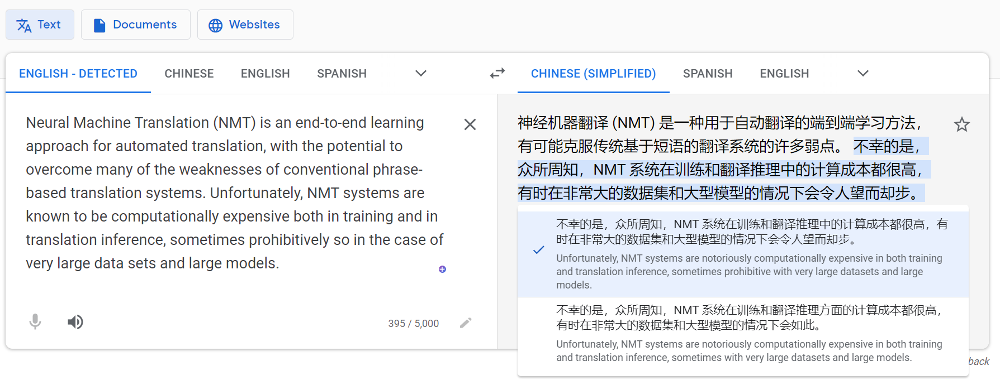 Text
Documents
Websites
ENGLISH - DETECTED
CHINESE
ENGLISH
SPANISH
CHINESE (SIMPLIFIED)
SPANISH
ENGLISH
Neural Machine Translation (NMT) is an end-to-end learning
approach for automated translation, with the potential to
overcome many of the weaknesses of conventional phrase-
based translation systems. Unfortunately, NMT systems are
known to be computationally expensive both in training and in
translation inference, sometimes prohibitively so in the case of
very large data sets and large models.
395 / 5,000
神经机器翻译 (NMT) 是一种用于自动翻译的端到端学习方法，
有可能克服传统基于短语的翻译系统的许多弱点。 不幸的是，
众所周知，NMT 系统在训练和翻译推理中的计算成本都很高，
有时在非常大的数据集和大型模型的情况下会令人望而却步。
不幸的是，众所周知，NMT 系统在训练和翻译推理中的计算成本都很高，有
时在非常大的数据集和大型模型的情况下会令人望而却步。
Unfortunately, NMT systems are notoriously computationally expensive in both training
and translation inference, sometimes prohibitive with very large datasets and large
models.
不幸的是，众所周知，NMT 系统在训练和翻译推理方面的计算成本都很高，
有时在非常大的数据集和大型模型的情况下会如此。
Unfortunately, NMT systems are notoriously computationally expensive in both training
and translation inference, sometimes with very large datasets and large models.
back